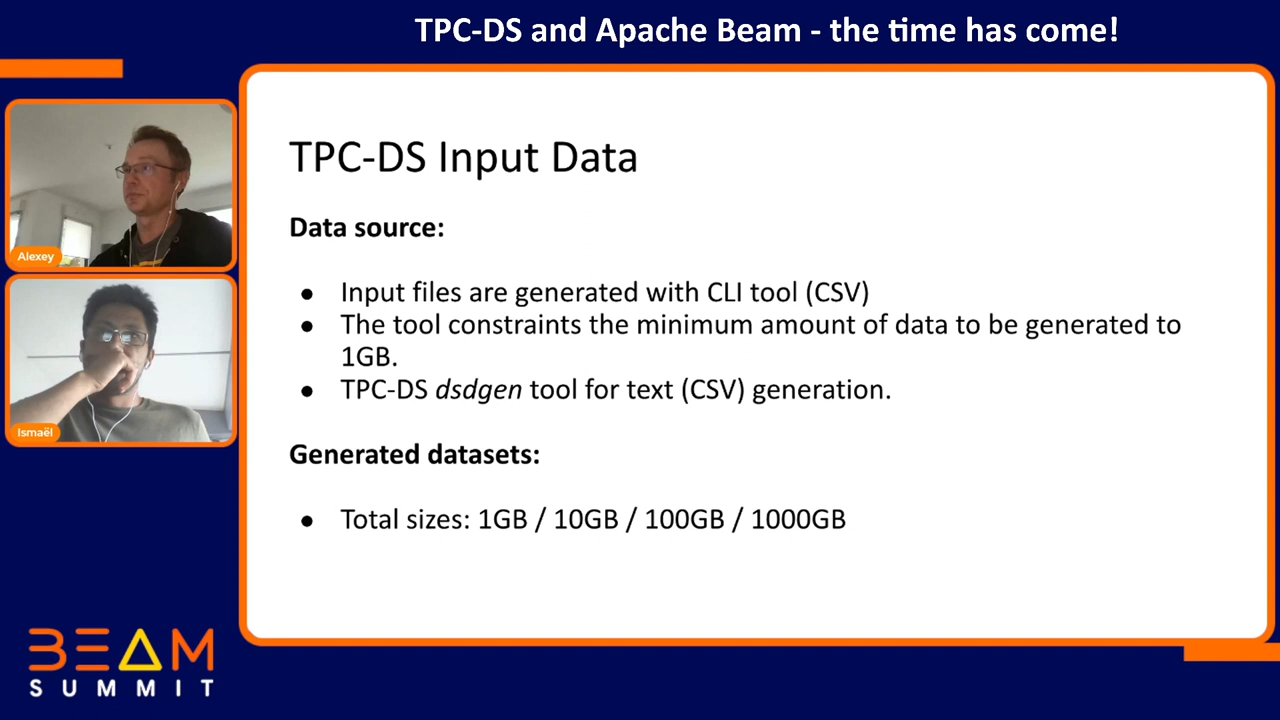 TPC-DS and Apache Beam - the time has come!
Alexey
Ismaël
TPC-DS Input Data
Data source:
● Input files are generated with CLI tool (CSV)
● The tool constraints the minimum amount of data to be generated to
1GB.
● TPC-DS dsdgen tool for text (CSV) generation.
Generated datasets:
● Total sizes: 1GB / 10GB / 100GB / 1000GB
BEAM
SUMMIT